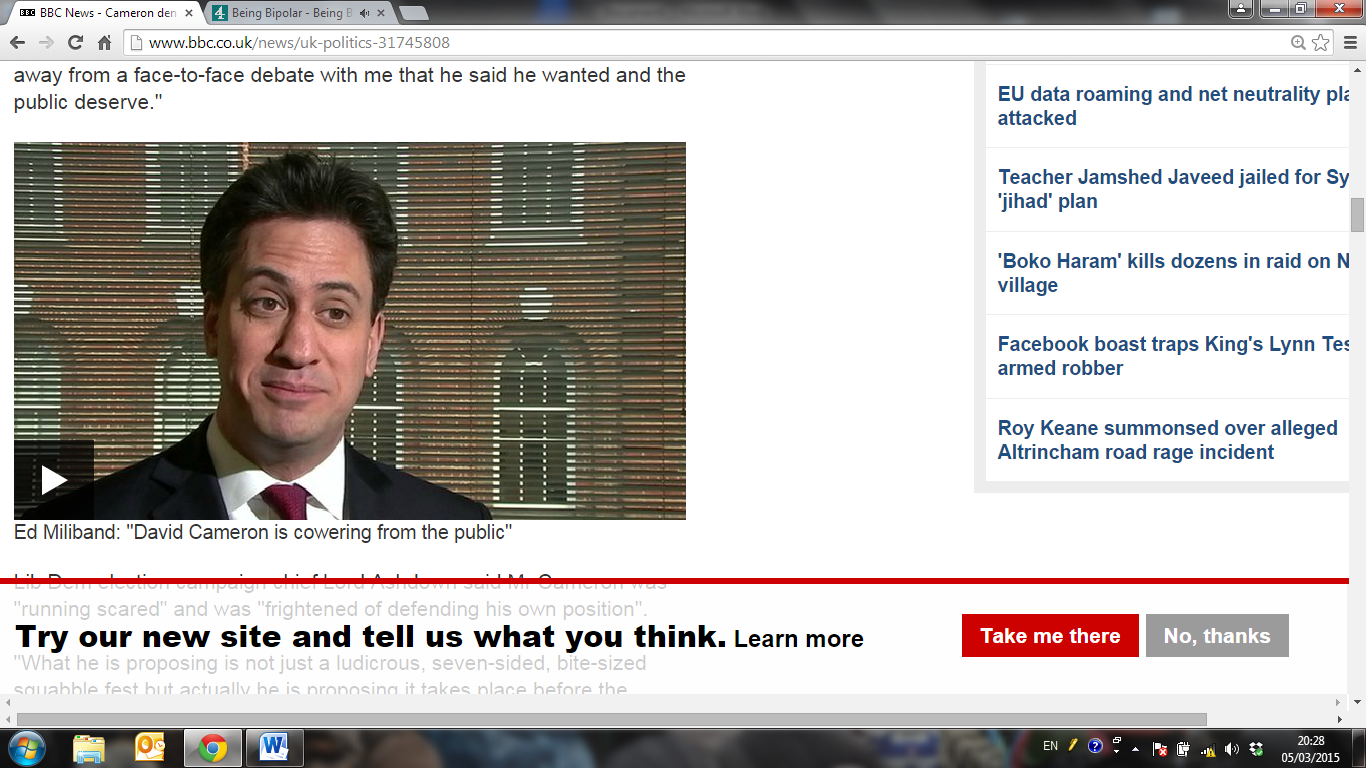 BBC News - Cameron den
Being Bipolar - Being B
www.bbc.co.uk/news/uk-politics-31745808
away from a face-to-face debate with me that he said he wanted and the
public deserve."
Ed Miliband: "David Cameron is cowering from the public"
Lib Dem election campaign chief Lord Ashdown said Mr Cameron was
"running scared" and was "frightened of defending his own position".
"What he is proposing is not just a ludicrous, seven-sided, bite-sized
squabble fest but actually he is proposing it takes place before the
EU data roaming and net neutrality pla
attacked
Teacher Jamshed Javeed jailed for Sy
'jihad' plan
'Boko Haram' kills dozens in raid on N
village
Facebook boast traps King's Lynn Tes
armed robber
Roy Keane summonsed over alleged
Altrincham road rage incident
Try our new site and tell us what you think. Learn more
Take me there
No, thanks
EN
20:28
05/03/2015